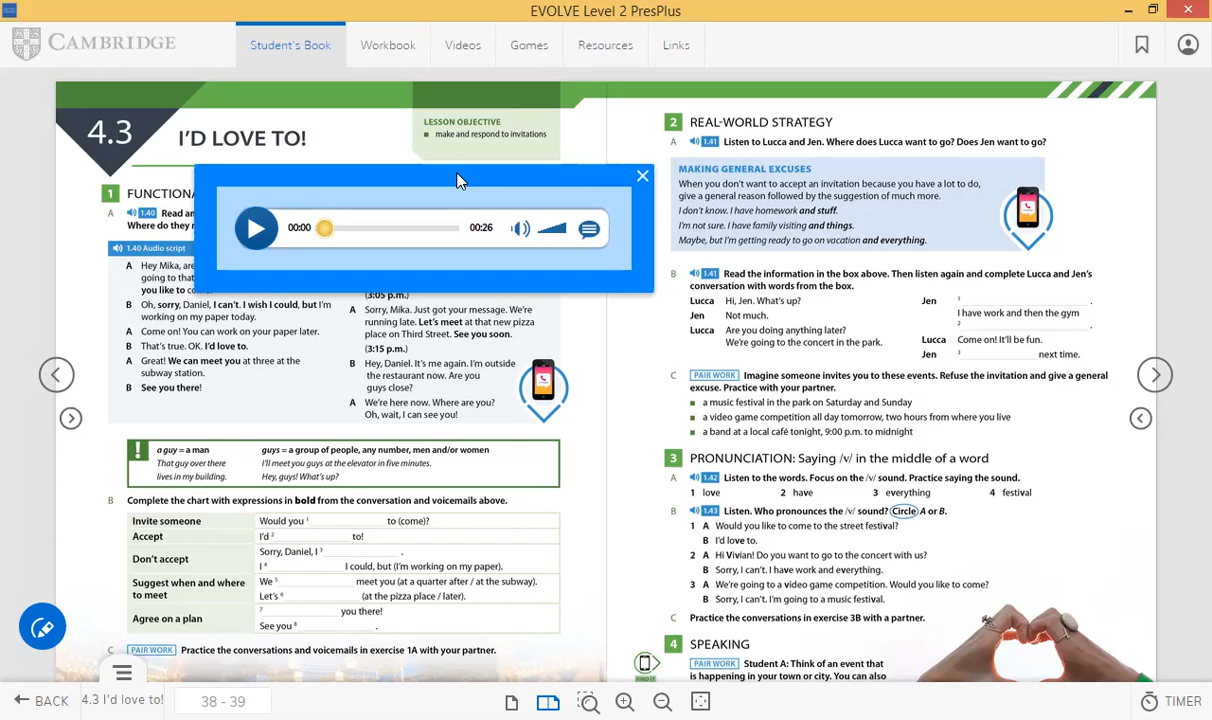 EVOLVE Level 2 PresPlus
CAMBRIDGE
Student's Book
Workbook
Videos
Games
Resources
Links
4.3
I'D LOVE TO!
LESSON OBJECTIVE
■ make and respond to invitations
1 FUNCTIONA
A 1.40 Read an
Where do they
1.40 Audio script
00:00
00:26
A Hey Mika, are
going to that
you like to co
B Oh, sorry, Daniel, I can't. I wish I could, but I'm
working on my paper today.
A Come on! You can work on your paper later.
B That's true. OK. I'd love to.
A Great! We can meet you at three at the
subway station.
B See you there!
(3:05 p.m.)
A Sorry, Mika. Just got your message. We're
running late. Let's meet at that new pizza
place on Third Street. See you soon.
(3:15 p.m.)
B Hey, Daniel. It's me again. I'm outside
the restaurant now. Are you
guys close?
A We're here now. Where are you?
Oh, wait, I can see you!
! a guy = a man
That guy over there
lives in my building.
guys = a group of people, any number, men and/or women
I'll meet you guys at the elevator in five minutes.
Hey, guys! What's up?
B Complete the chart with expressions in bold from the conversation and voicemails above.
Invite someone Would you 1 ____ to (come)?
Accept I'd 2 ____ to!
Don't accept Sorry, Daniel, I 3 ____ .
I 4 ____ I could, but (I'm working on my paper).
Suggest when and where
to meet
We 5 ____ meet you (at a quarter after / at the subway).
Let's 6 ____ (at the pizza place / later).
Agree on a plan 7 ____ you there!
See you 8 ____ .
C PAIR WORK Practice the conversations and voicemails in exercise 1A with your partner.
2 REAL-WORLD STRATEGY
A 1.41 Listen to Lucca and Jen. Where does Lucca want to go? Does Jen want to go?
MAKING GENERAL EXCUSES
When you don't want to accept an invitation because you have a lot to do,
give a general reason followed by the suggestion of much more.
I don't know. I have homework and stuff.
I'm not sure. I have family visiting and things.
Maybe, but I'm getting ready to go on vacation and everything.
B 1.41 Read the information in the box above. Then listen again and complete Lucca and Jen's
conversation with words from the box.
Lucca Hi, Jen. What's up?
Jen Not much.
Lucca Are you doing anything later?
We're going to the concert in the park.
Jen 1 ____ .
I have work and then the gym
2 ____ .
Lucca Come on! It'll be fun.
Jen 3 ____ next time.
C PAIR WORK Imagine someone invites you to these events. Refuse the invitation and give a general
excuse. Practice with your partner.
■ a music festival in the park on Saturday and Sunday
■ a video game competition all day tomorrow, two hours from where you live
■ a band at a local café tonight, 9:00 p.m. to midnight
3 PRONUNCIATION: Saying /v/ in the middle of a word
A 1.42 Listen to the words. Focus on the /v/ sound. Practice saying the sound.
1 love 2 have 3 everything 4 festival
B 1.43 Listen. Who pronounces the /v/ sound? Circle A or B.
1 A Would you like to come to the street festival?
B I'd love to.
2 A Hi Vivian! Do you want to go to the concert with us?
B Sorry, I can't. I have work and everything.
3 A We're going to a video game competition. Would you like to come?
B Sorry, I can't. I'm going to a music festival.
C Practice the conversations in exercise 3B with a partner.
4 SPEAKING
FIND IT
A PAIR WORK Student A: Think of an event that
is happening in your town or city. You can also
BACK
4.3 I'd love to!
38 - 39
TIMER